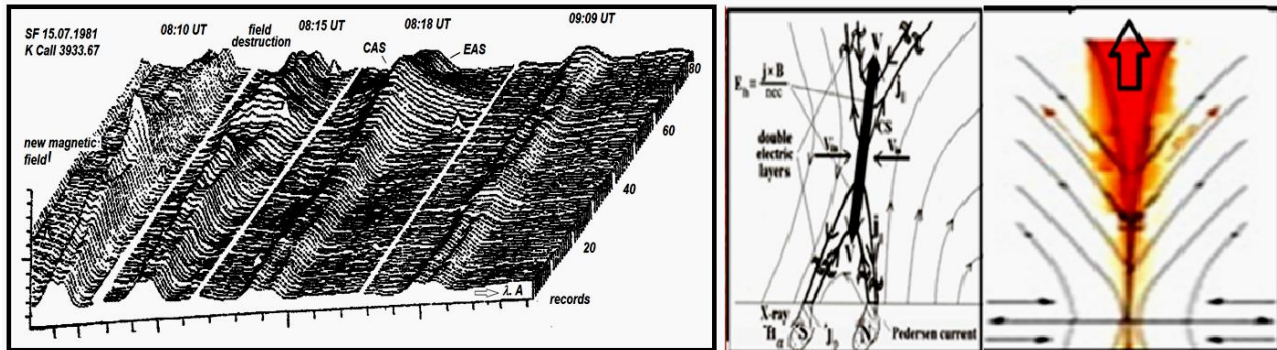 SF 15.07.1981
K CaII 3933.67
08:10 UT
field
destruction
08:15 UT
08:18 UT
09:09 UT
CAS
EAS
new magnetic
field
80
60
40
20
λ A
records
double
electric
layers
CS
V
V
X-ray
S
N
Pedersen current